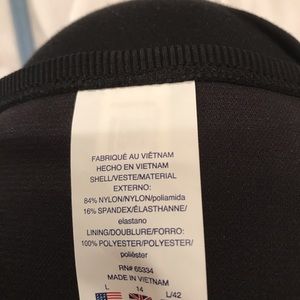 FABRIQUÉ AU VIÊTNAM
HECHO EN VIETNAM
SHELL/VESTE/MATERIAL
EXTERNO:
84% NYLON/NYLON/poliamida
16% SPANDEX/ÉLASTHANNE/
elastano
LINING/DOUBLURE/FORRO:
100% POLYESTER/POLYESTER/
poliéster
RN# 65334
MADE IN VIETNAM
L 14 L/42